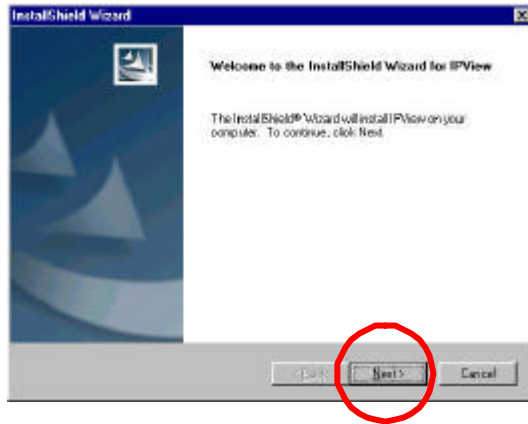 InstallShield Wizard
Welcome to the InstallShield Wizard for IPView
The InstallShield® Wizard will install IPView on your
computer. To continue, click Next
< Back
Next >
Cancel